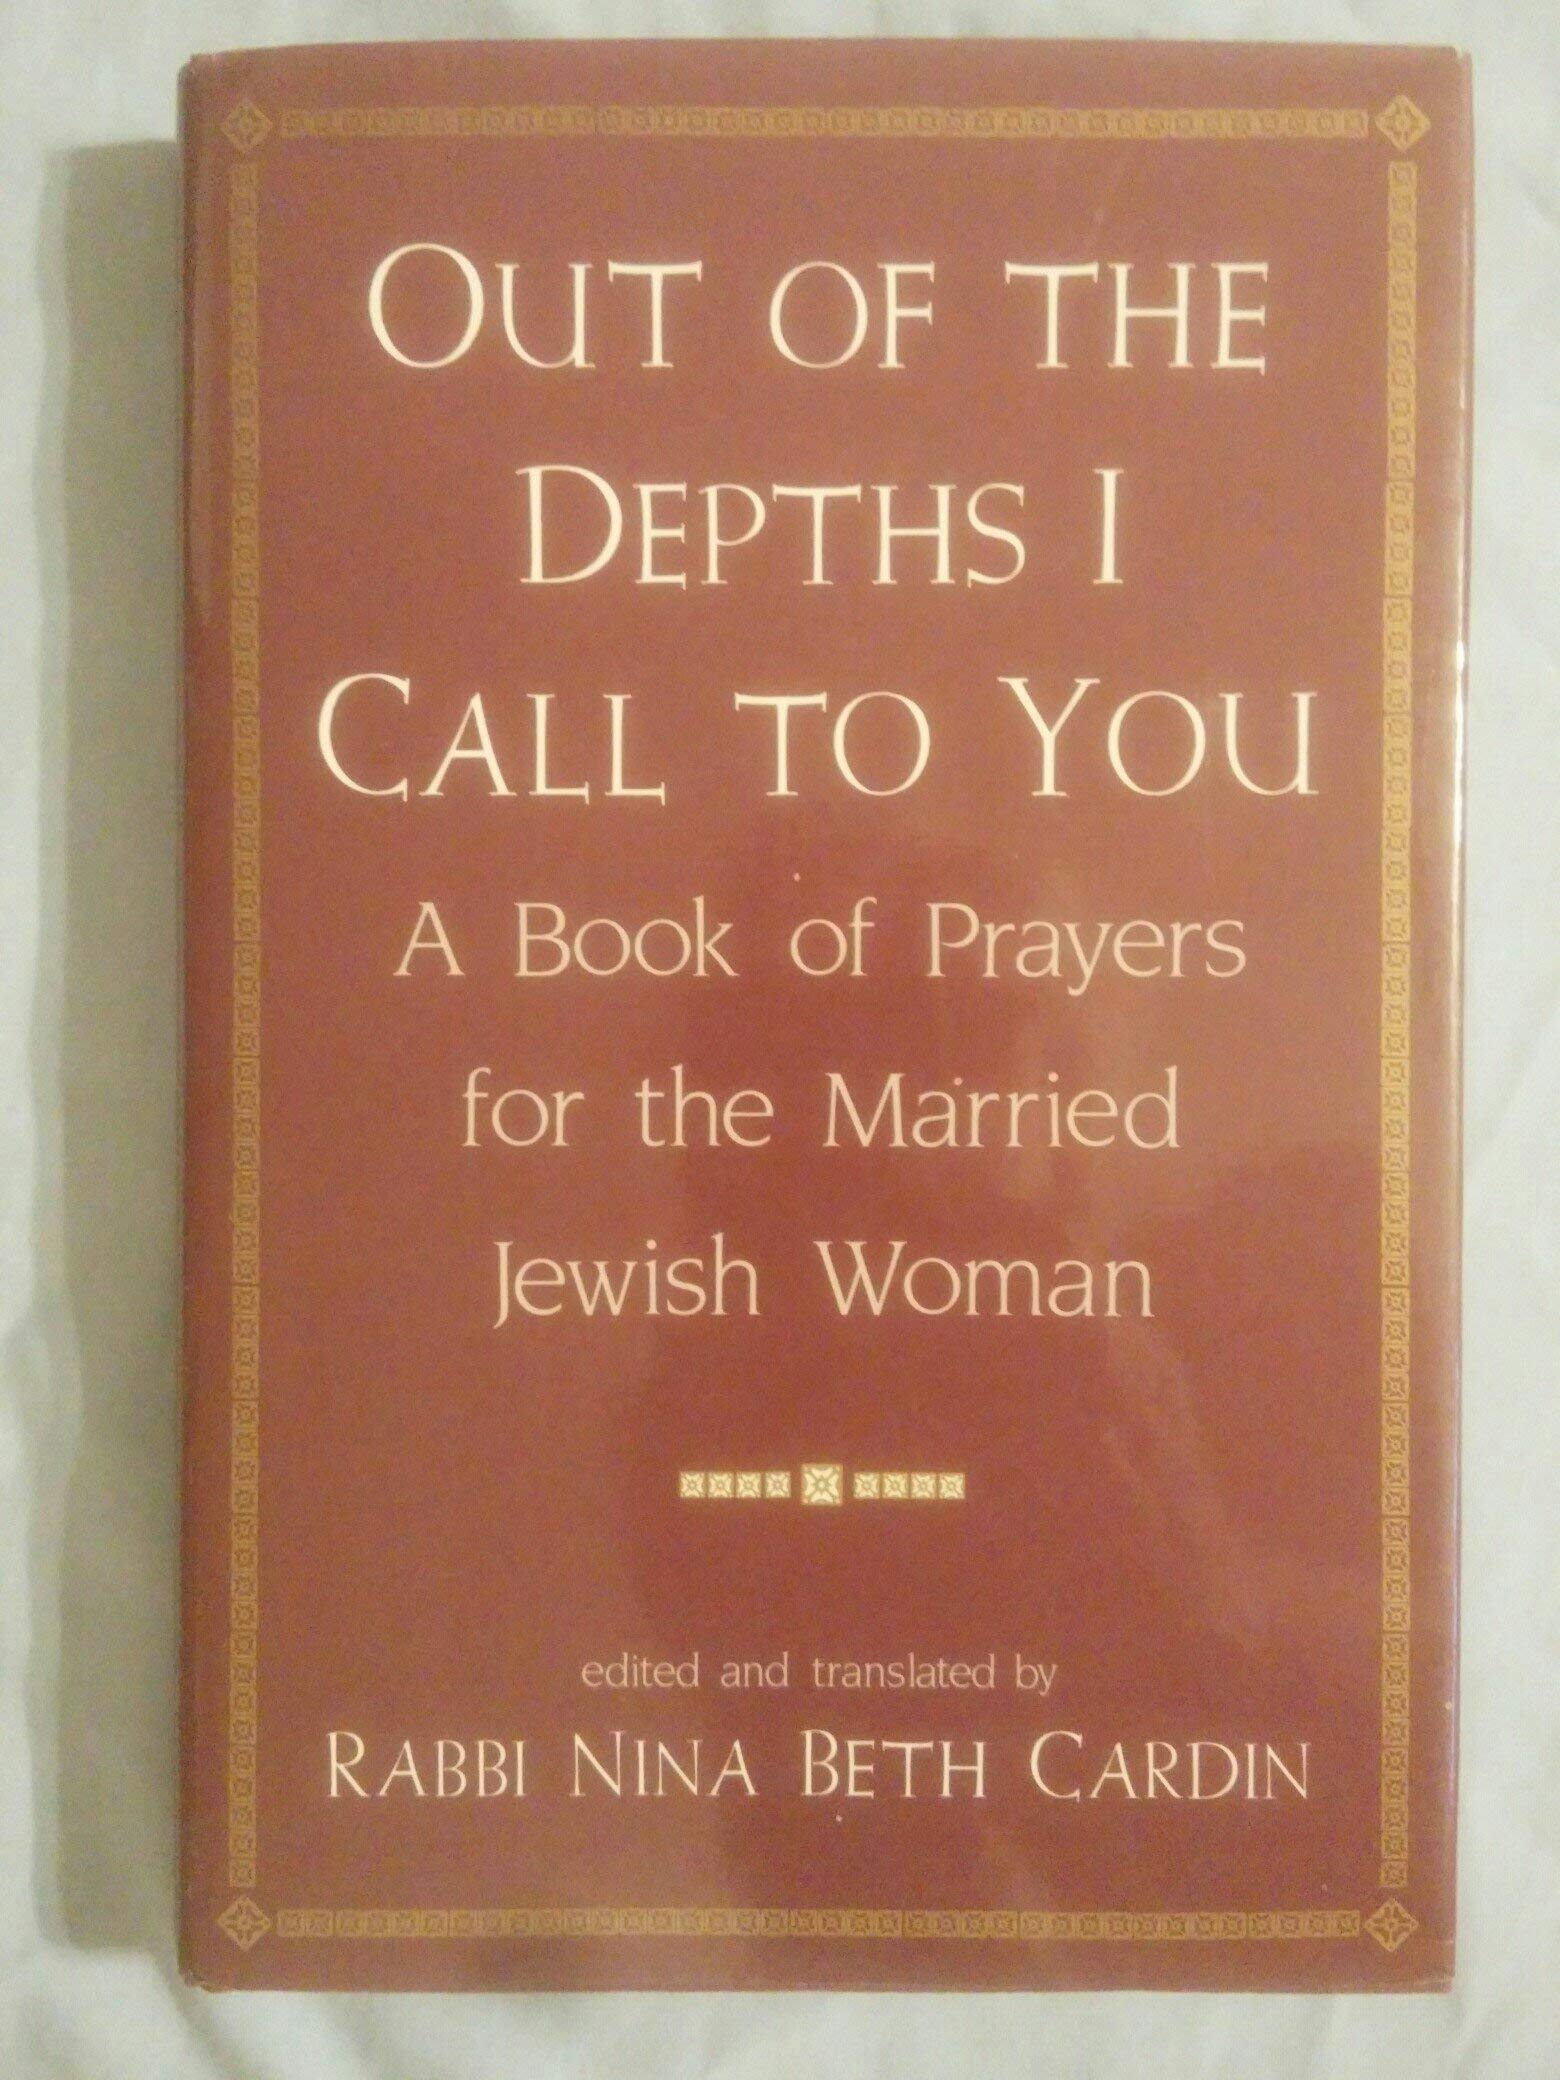 OUT OF THE
DEPTHS I
CALL TO YOU
A Book of Prayers
for the Married
Jewish Woman
edited and translated by
RABBI NINA BETH CARDIN